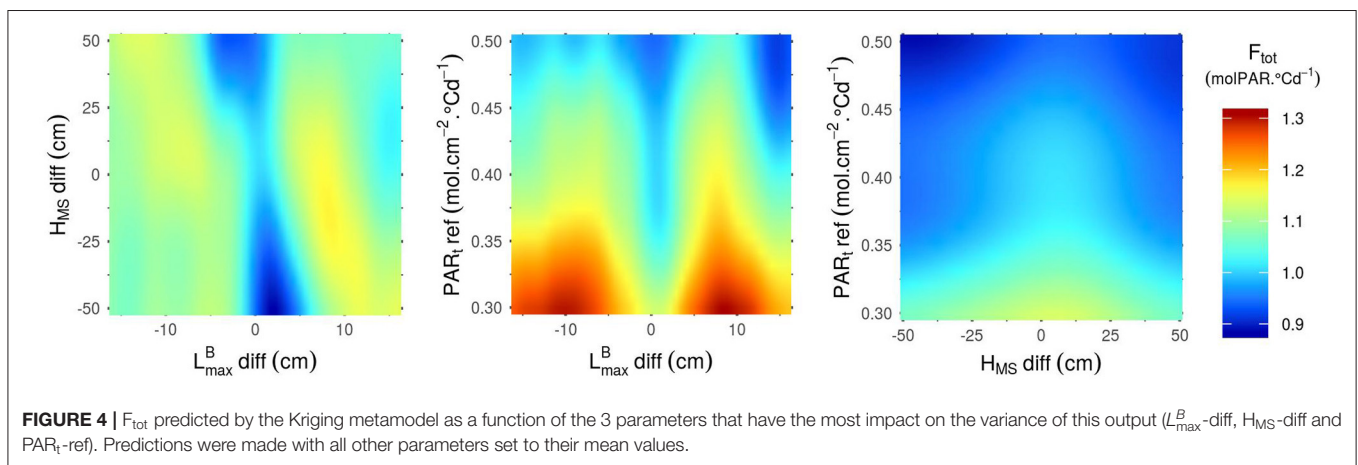 50
25
0
-25
-50
H_MS diff (cm)
-10 0 10
L^B_max diff (cm)
0.50
0.45
0.40
0.35
0.30
PAR_t ref (mol.cm⁻².°Cd⁻¹)
-10 0 10
L^B_max diff (cm)
0.50
0.45
0.40
0.35
0.30
PAR_t ref (mol.cm⁻².°Cd⁻¹)
-50 -25 0 25 50
H_MS diff (cm)
F_tot
(molPAR.°Cd⁻¹)
1.3
1.2
1.1
1.0
0.9
FIGURE 4 | F_tot predicted by the Kriging metamodel as a function of the 3 parameters that have the most impact on the variance of this output (L^B_max-diff, H_MS-diff and
PAR_t-ref). Predictions were made with all other parameters set to their mean values.